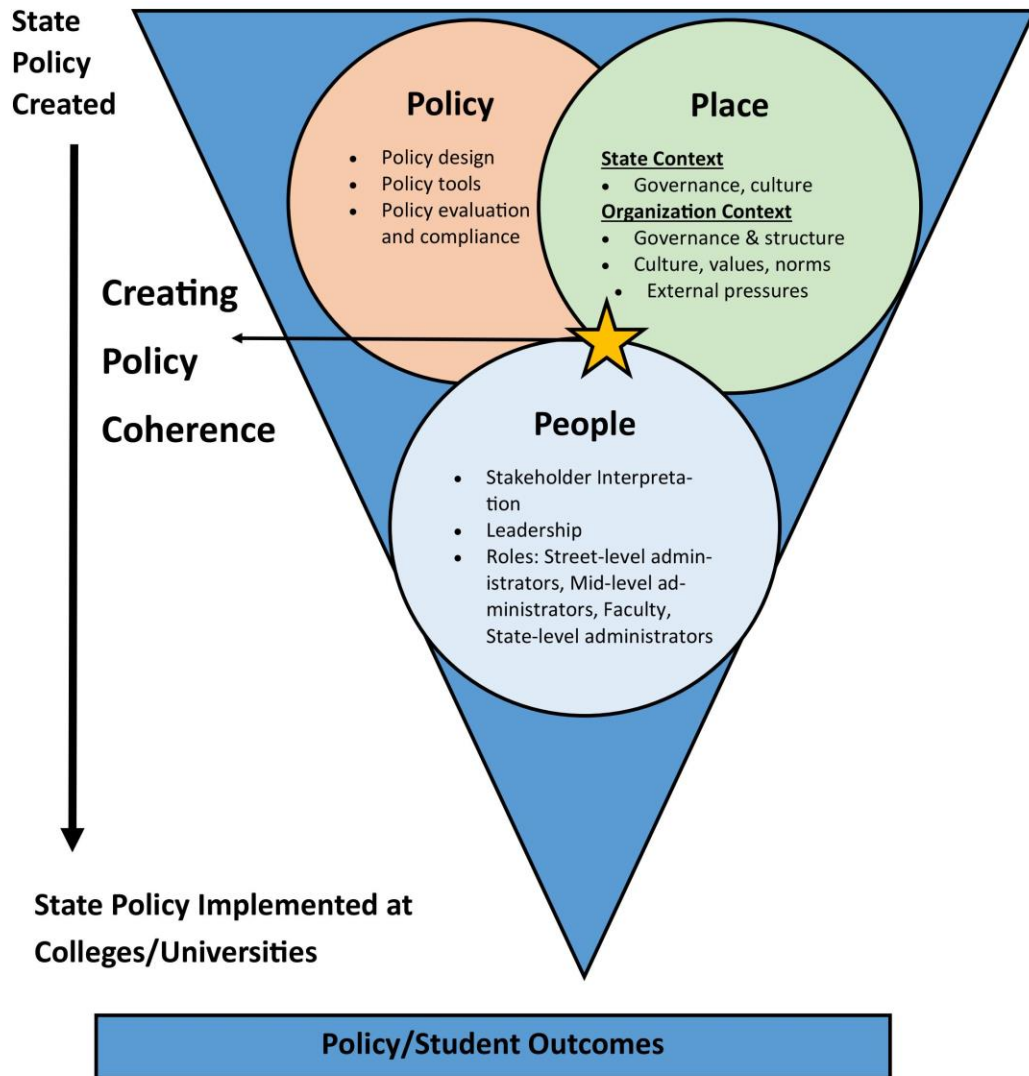 State
Policy
Created
Policy
• Policy design
• Policy tools
• Policy evaluation
and compliance
Place
State Context
• Governance, culture
Organization Context
• Governance & structure
• Culture, values, norms
• External pressures
Creating
Policy
Coherence
People
• Stakeholder Interpreta-
tion
• Leadership
• Roles: Street-level admin-
istrators, Mid-level ad-
ministrators, Faculty,
State-level administrators
State Policy Implemented at
Colleges/Universities
Policy/Student Outcomes